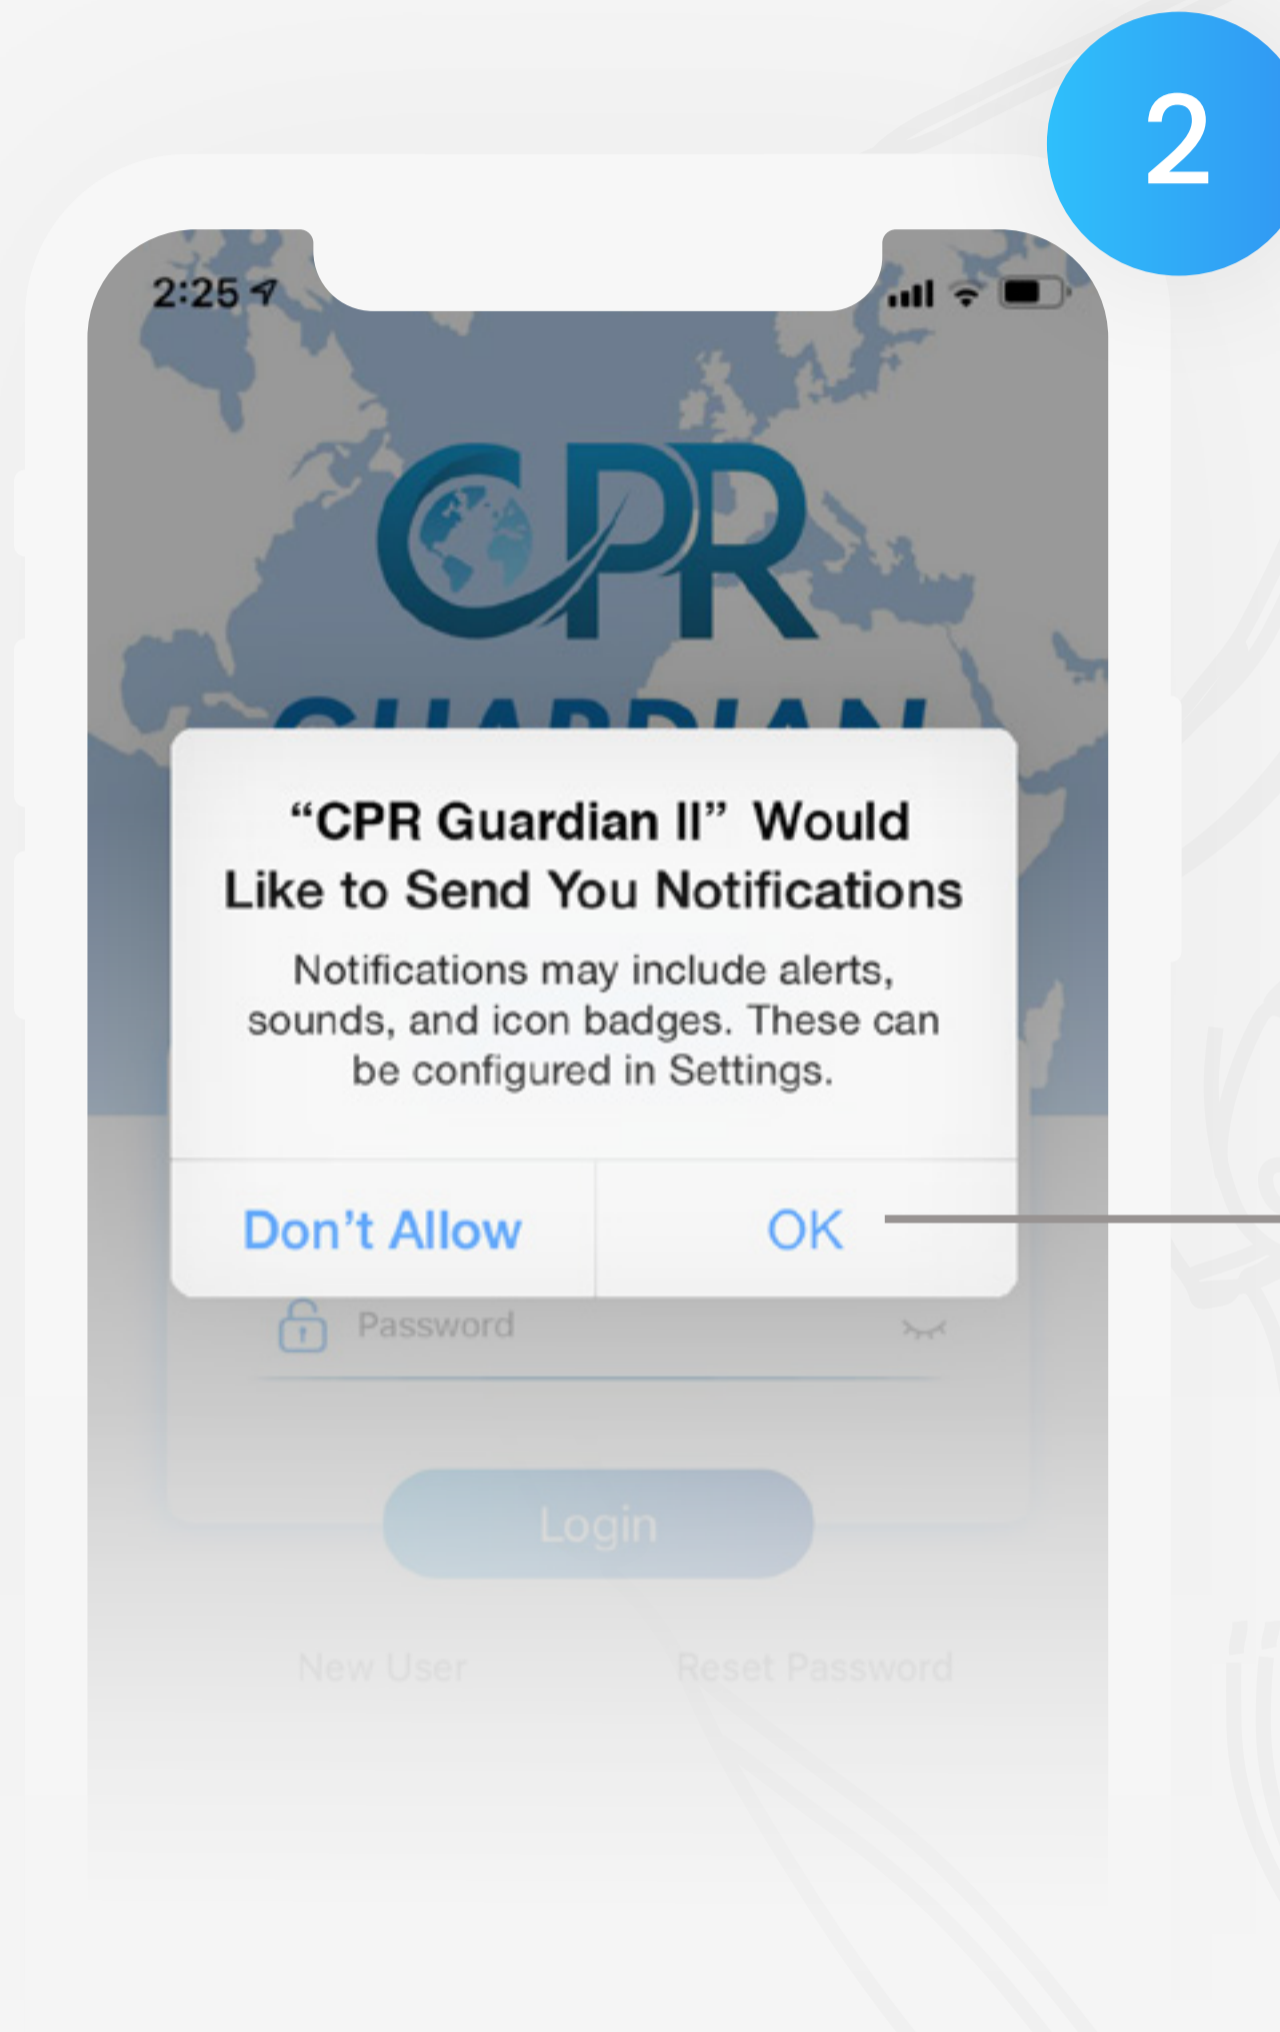 2
2:25
CPR
GUARDIAN
“CPR Guardian II” Would
Like to Send You Notifications
Notifications may include alerts,
sounds, and icon badges. These can
be configured in Settings.
Don’t Allow
OK
Password
Login
New User
Reset Password